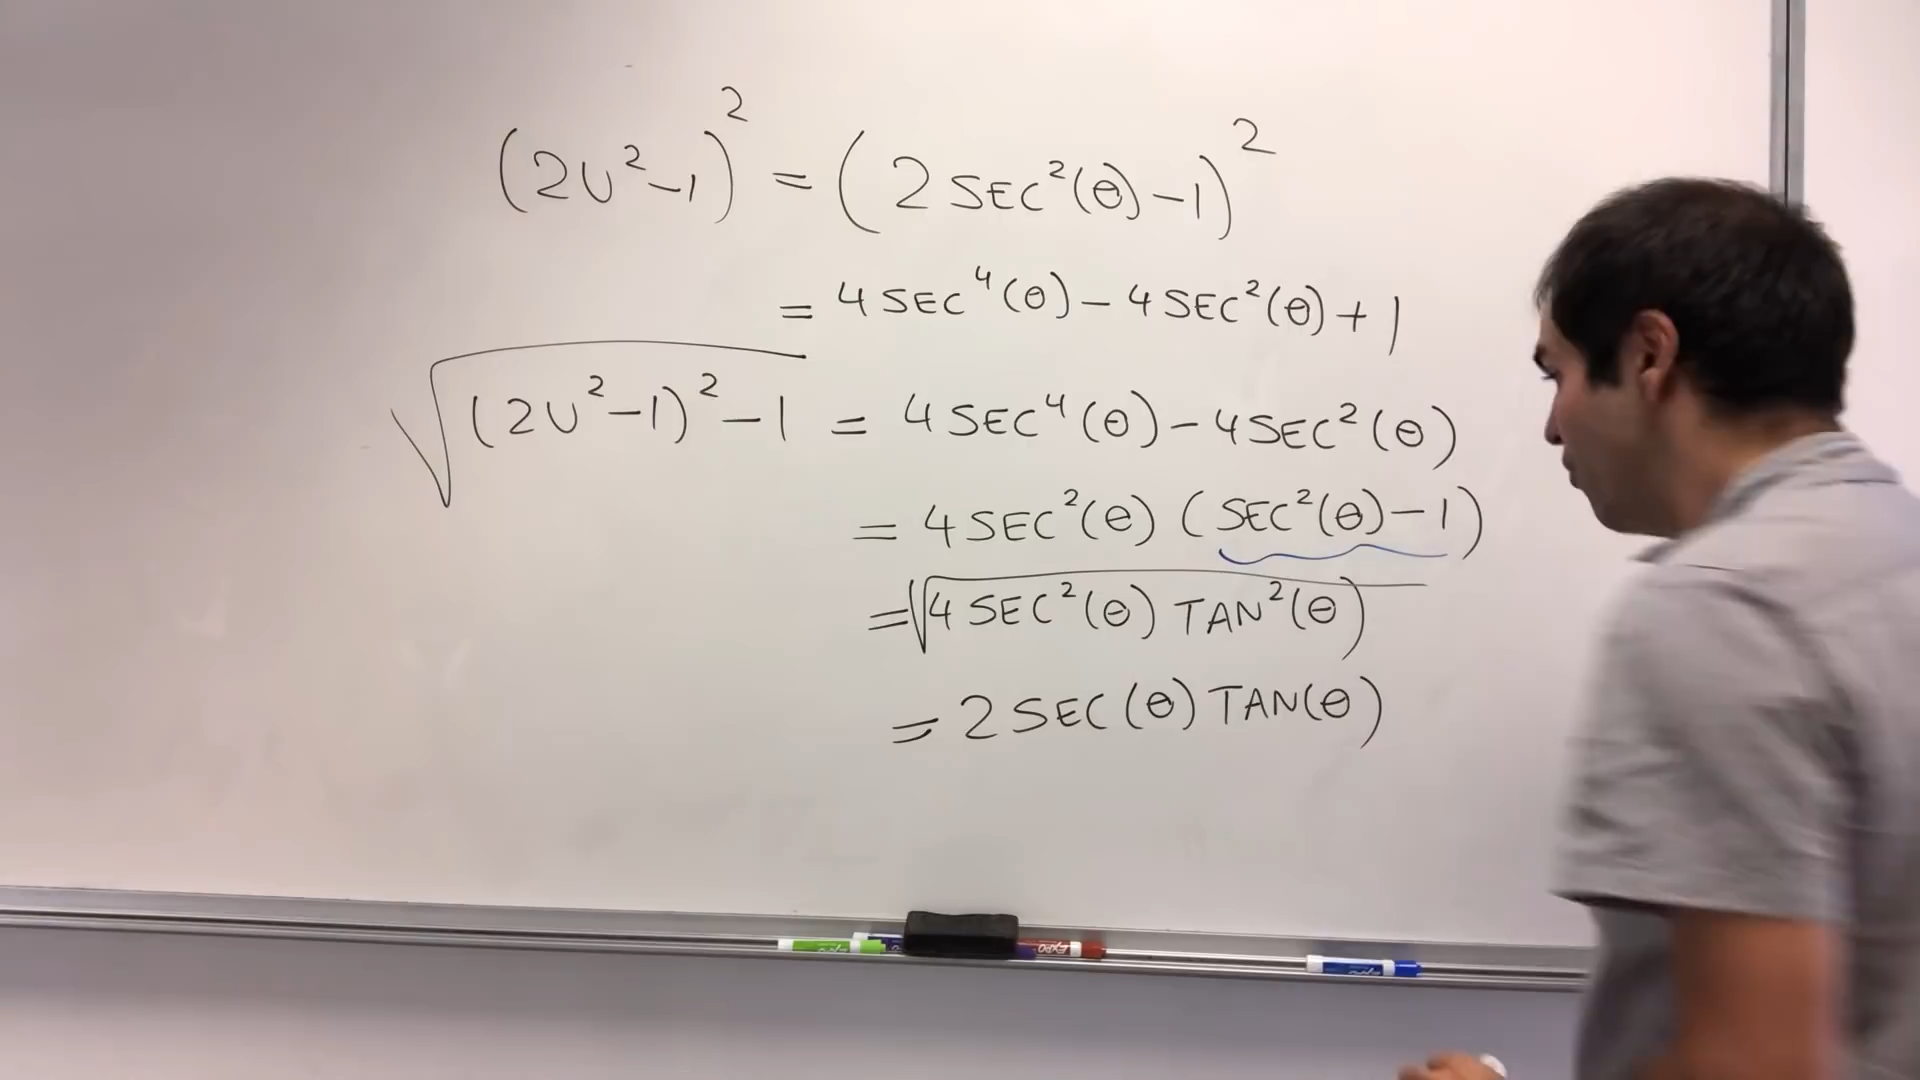 (2U²-1)² = (2 SEC²(θ) - 1)²
= 4 SEC⁴(θ) - 4 SEC²(θ) + 1
√((2U²-1)² - 1) = 4 SEC⁴(θ) - 4 SEC²(θ)
= 4 SEC²(θ) (SEC²(θ) - 1)
= √(4 SEC²(θ) TAN²(θ))
= 2 SEC(θ) TAN(θ)
EXPO